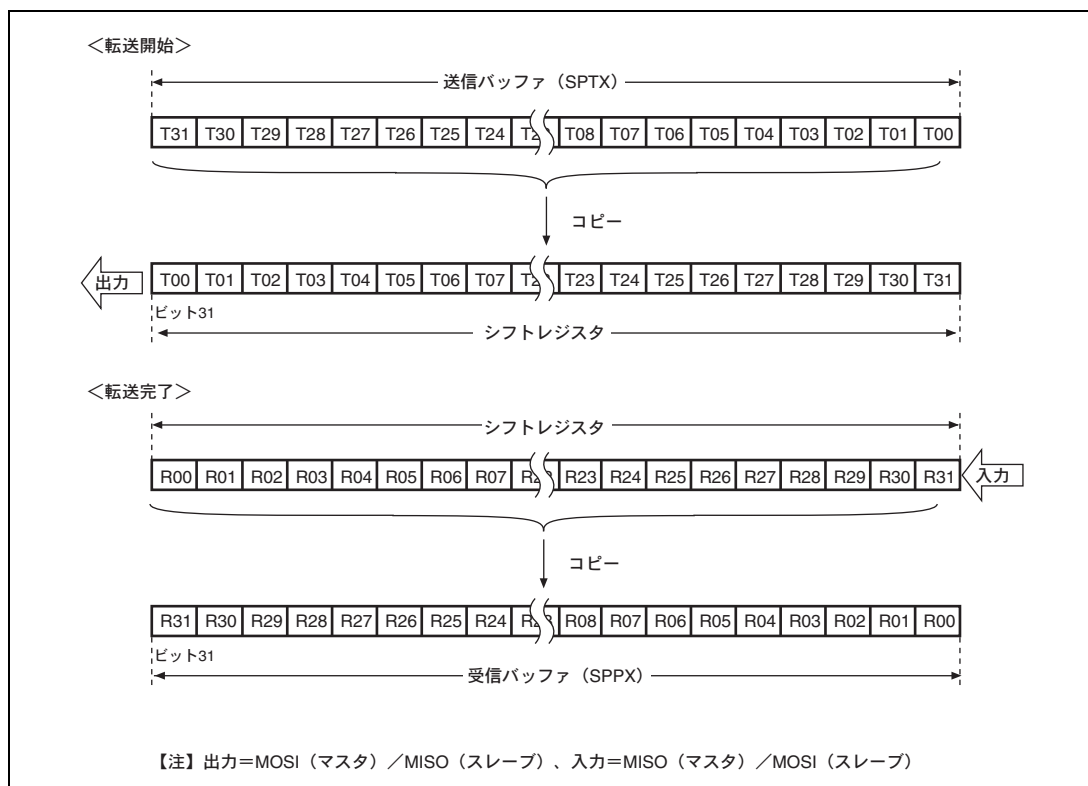 ＜転送開始＞
送信バッファ（SPTX）
T31 T30 T29 T28 T27 T26 T25 T24 T08 T07 T06 T05 T04 T03 T02 T01 T00
コピー
出力
T00 T01 T02 T03 T04 T05 T06 T07 T23 T24 T25 T26 T27 T28 T29 T30 T31
ビット31
シフトレジスタ
＜転送完了＞
シフトレジスタ
R00 R01 R02 R03 R04 R05 R06 R07 R23 R24 R25 R26 R27 R28 R29 R30 R31
入力
コピー
R31 R30 R29 R28 R27 R26 R25 R24 R08 R07 R06 R05 R04 R03 R02 R01 R00
ビット31
受信バッファ（SPPX）
【注】出力＝MOSI（マスタ）／MISO（スレーブ）、入力＝MISO（マスタ）／MOSI（スレーブ）